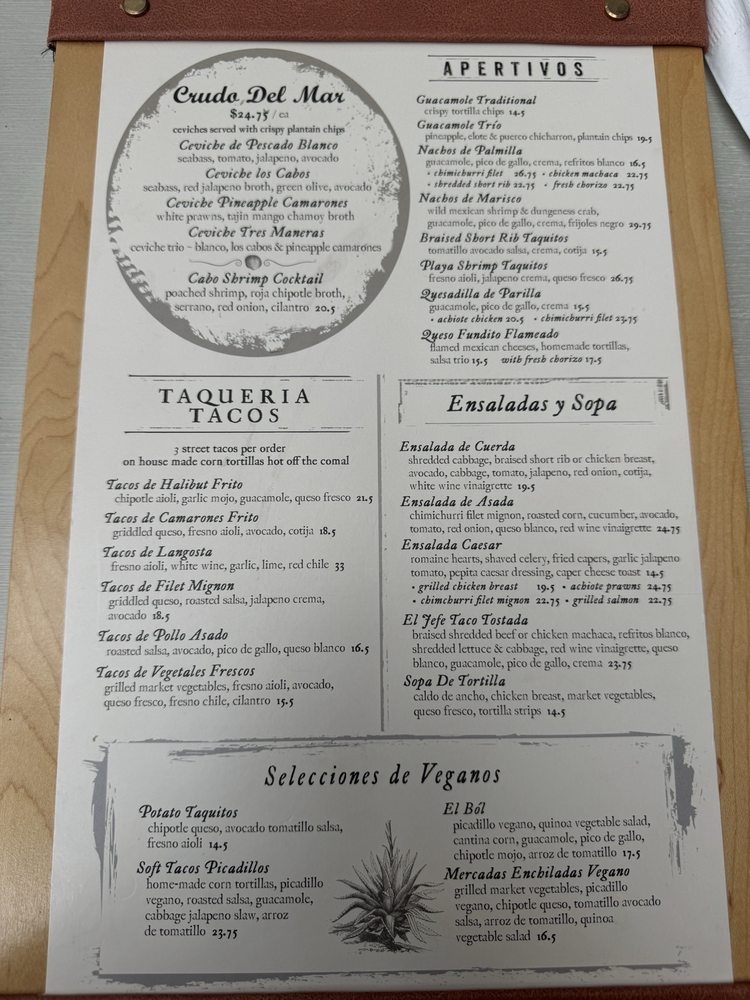 Crudo Del Mar
$24.75 / ea
ceviches served with crispy plantain chips
Ceviche de Pescado Blanco
seabass, tomato, jalapeno, avocado
Ceviche los Cabos
seabass, red jalapeno broth, green olive, avocado
Ceviche Pineapple Camarones
white prawns, tajin mango chamoy broth
Ceviche Tres Maneras
ceviche trio ~ blanco, los cabos & pineapple camarones
Cabo Shrimp Cocktail
poached shrimp, roja chipotle broth,
serrano, red onion, cilantro 20.5
APERTIVOS
Guacamole Traditional
crispy tortilla chips 14.5
Guacamole Trío
pineapple, elote & puerco chicharron, plantain chips 19.5
Nachos de Palmilla
guacamole, pico de gallo, crema, refritos blanco 16.5
• chimichurri filet 26.75 • chicken machaca 22.75
• shredded short rib 22.75 • fresh chorizo 22.75
Nachos de Marisco
wild mexican shrimp & dungeness crab,
guacamole, pico de gallo, crema, frijoles negro 29.75
Braised Short Rib Taquitos
tomatillo avocado salsa, crema, cotija 15.5
Playa Shrimp Taquitos
fresno aioli, jalapeno crema, queso fresco 26.75
Quesadilla de Parilla
guacamole, pico de gallo, crema 15.5
• achiote chicken 20.5 • chimichurri filet 23.75
Queso Fundito Flameado
flamed mexican cheeses, homemade tortillas,
salsa trio 15.5 with fresh chorizo 17.5
TAQUERIA
TACOS
3 street tacos per order
on house made corn tortillas hot off the comal
Tacos de Halibut Frito
chipotle aioli, garlic mojo, guacamole, queso fresco 21.5
Tacos de Camarones Frito
griddled queso, fresno aioli, avocado, cotija 18.5
Tacos de Langosta
fresno aioli, white wine, garlic, lime, red chile 33
Tacos de Filet Mignon
griddled queso, roasted salsa, jalapeno crema,
avocado 18.5
Tacos de Pollo Asado
roasted salsa, avocado, pico de gallo, queso blanco 16.5
Tacos de Vegetales Frescos
grilled market vegetables, fresno aioli, avocado,
queso fresco, fresno chile, cilantro 15.5
Ensaladas y Sopa
Ensalada de Cuerda
shredded cabbage, braised short rib or chicken breast,
avocado, cabbage, tomato, jalapeno, red onion, cotija,
white wine vinaigrette 19.5
Ensalada de Asada
chimichurri filet mignon, roasted corn, cucumber, avocado,
tomato, red onion, queso blanco, red wine vinaigrette 24.75
Ensalada Caesar
romaine hearts, shaved celery, fried capers, garlic jalapeno
tomato, pepita caesar dressing, caper cheese toast 14.5
• grilled chicken breast 19.5 • achiote prawns 24.75
• chimchurri filet mignon 22.75 • grilled salmon 22.75
El Jefe Taco Tostada
braised shredded beef or chicken machaca, refritos blanco,
shredded lettuce & cabbage, red wine vinaigrette, queso
blanco, guacamole, pico de gallo, crema 23.75
Sopa De Tortilla
caldo de ancho, chicken breast, market vegetables,
queso fresco, tortilla strips 14.5
Selecciones de Veganos
Potato Taquitos
chipotle queso, avocado tomatillo salsa,
fresno aioli 14.5
Soft Tacos Picadillos
home-made corn tortillas, picadillo
vegano, roasted salsa, guacamole,
cabbage jalapeno slaw, arroz
de tomatillo 23.75
El Ból
picadillo vegano, quinoa vegetable salad,
cantina corn, guacamole, pico de gallo,
chipotle mojo, arroz de tomatillo 17.5
Mercadas Enchiladas Vegano
grilled market vegetables, picadillo
vegano, chipotle queso, tomatillo avocado
salsa, arroz de tomatillo, quinoa
vegetable salad 16.5